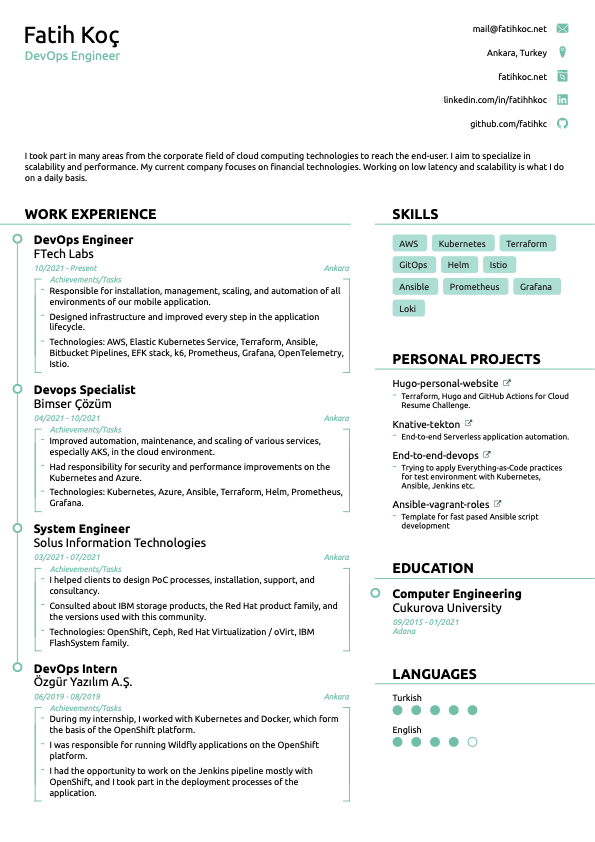 Fatih Koç
DevOps Engineer
mail@fatihkoc.net
Ankara, Turkey
fatihkoc.net
linkedin.com/in/fatihhkoc
github.com/fatihkc
I took part in many areas from the corporate field of cloud computing technologies to reach the end-user. I aim to specialize in
scalability and performance. My current company focuses on financial technologies. Working on low latency and scalability is what I do
on a daily basis.
WORK EXPERIENCE
DevOps Engineer
FTech Labs
10/2021 - Present
Ankara
Achievements/Tasks
Responsible for installation, management, scaling, and automation of all
environments of our mobile application.
Designed infrastructure and improved every step in the application
lifecycle.
Technologies: AWS, Elastic Kubernetes Service, Terraform, Ansible,
Bitbucket Pipelines, EFK stack, k6, Prometheus, Grafana, OpenTelemetry,
Istio.
Devops Specialist
Bimser Çözüm
04/2021 - 10/2021
Ankara
Achievements/Tasks
Improved automation, maintenance, and scaling of various services,
especially AKS, in the cloud environment.
Had responsibility for security and performance improvements on the
Kubernetes and Azure.
Technologies: Kubernetes, Azure, Ansible, Terraform, Helm, Prometheus,
Grafana.
System Engineer
Solus Information Technologies
03/2021 - 07/2021
Ankara
Achievements/Tasks
I helped clients to design PoC processes, installation, support, and
consultancy.
Consulted about IBM storage products, the Red Hat product family, and
the versions used with this community.
Technologies: OpenShift, Ceph, Red Hat Virtualization / oVirt, IBM
FlashSystem family.
DevOps Intern
Özgür Yazılım A.Ş.
06/2019 - 08/2019
Ankara
Achievements/Tasks
During my internship, I worked with Kubernetes and Docker, which form
the basis of the OpenShift platform.
I was responsible for running Wildfly applications on the OpenShift
platform.
I had the opportunity to work on the Jenkins pipeline mostly with
OpenShift, and I took part in the deployment processes of the
application.
SKILLS
AWS Kubernetes Terraform
GitOps Helm Istio
Ansible Prometheus Grafana
Loki
PERSONAL PROJECTS
Hugo-personal-website
Terraform, Hugo and GitHub Actions for Cloud
Resume Challenge.
Knative-tekton
End-to-end Serverless application automation.
End-to-end-devops
Trying to apply Everything-as-Code practices
for test environment with Kubernetes,
Ansible, Jenkins etc.
Ansible-vagrant-roles
Template for fast pased Ansible script
development
EDUCATION
Computer Engineering
Cukurova University
09/2015 - 01/2021
Adana
LANGUAGES
Turkish
English